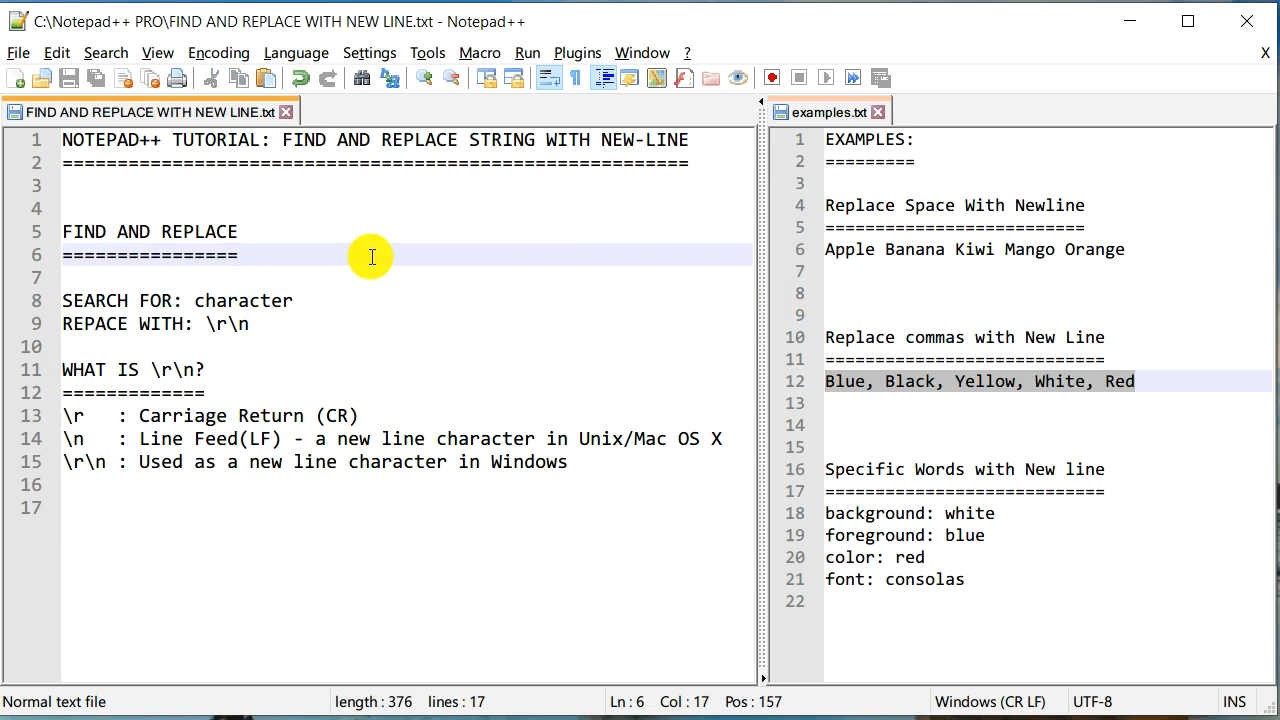 C:\Notepad++ PRO\FIND AND REPLACE WITH NEW LINE.txt - Notepad++
File Edit Search View Encoding Language Settings Tools Macro Run Plugins Window ? X
FIND AND REPLACE WITH NEW LINE.txt
1 NOTEPAD++ TUTORIAL: FIND AND REPLACE STRING WITH NEW-LINE
2 =========================================================
3
4
5 FIND AND REPLACE
6 ================
7
8 SEARCH FOR: character
9 REPACE WITH: \r\n
10
11 WHAT IS \r\n?
12 =============
13 \r   : Carriage Return (CR)
14 \n   : Line Feed(LF) - a new line character in Unix/Mac OS X
15 \r\n : Used as a new line character in Windows
16
17
examples.txt
1 EXAMPLES:
2 =========
3
4 Replace Space With Newline
5 ==========================
6 Apple Banana Kiwi Mango Orange
7
8
9
10 Replace commas with New Line
11 ============================
12 Blue, Black, Yellow, White, Red
13
14
15
16 Specific Words with New line
17 ============================
18 background: white
19 foreground: blue
20 color: red
21 font: consolas
22
Normal text file length : 376 lines : 17 Ln : 6 Col : 17 Pos : 157 Windows (CR LF) UTF-8 INS